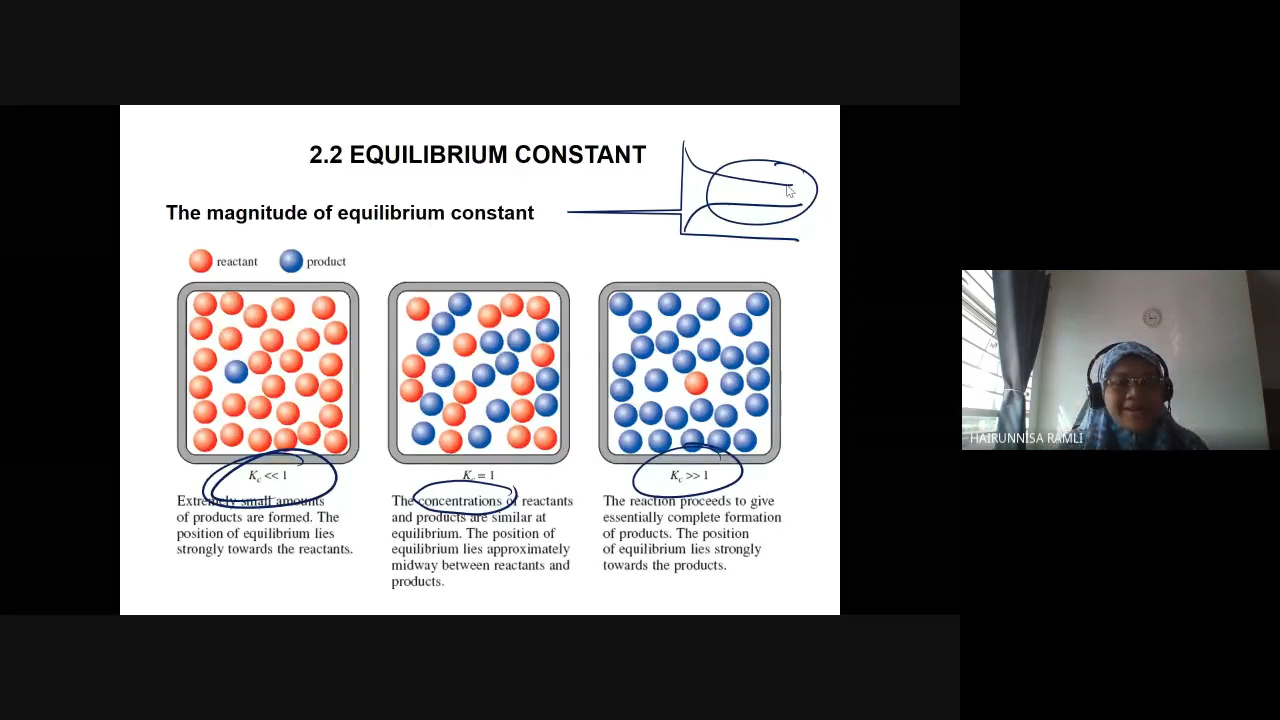 2.2 EQUILIBRIUM CONSTANT
The magnitude of equilibrium constant
reactant
product
Kc << 1
Extremely small amounts
of products are formed. The
position of equilibrium lies
strongly towards the reactants.
Kc = 1
The concentrations of reactants
and products are similar at
equilibrium. The position of
equilibrium lies approximately
midway between reactants and
products.
Kc >> 1
The reaction proceeds to give
essentially complete formation
of products. The position
of equilibrium lies strongly
towards the products.
HAIRUNNISA RAMLI